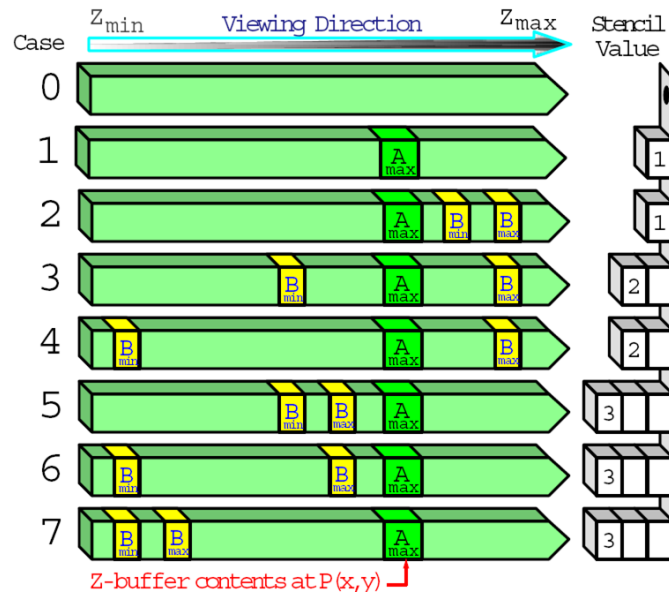 Zmin Viewing Direction Zmax Stencil
Case Value
0
1 A max 1
2 A max B min B max 1
3 B min A max B max 2
4 B min A max B max 2
5 B min B max A max 3
6 B min B max A max 3
7 B min B max A max 3
Z-buffer contents at P(x,y)